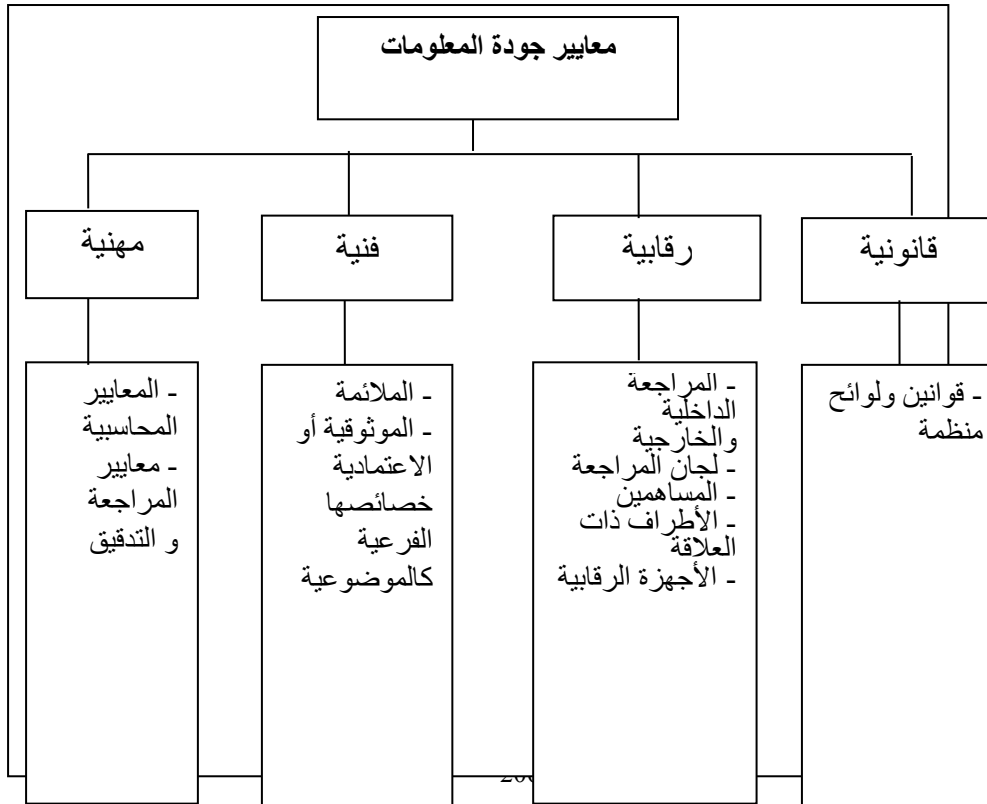 معايير جودة المعلومات
قانونية
رقابية
فنية
مهنية
- قوانين ولوائح
منظمة
- المراجعة
الداخلية
والخارجية
- لجان المراجعة
- المساهمين
- الأطراف ذات
العلاقة
- الأجهزة الرقابية
- الملائمة
- الموثوقية أو
الاعتمادية
خصائصها
الفرعية
كالموضوعية
- المعايير
المحاسبية
- معايير
المراجعة
و التدقيق